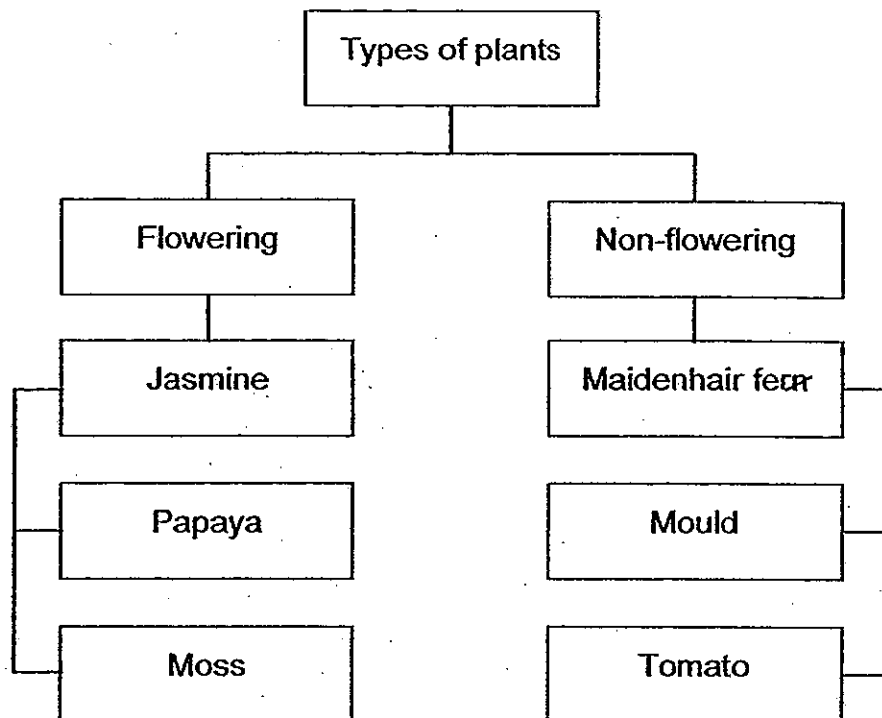 Types of plants
Flowering
Non-flowering
Jasmine
Maidenhair fern
Papaya
Mould
Moss
Tomato